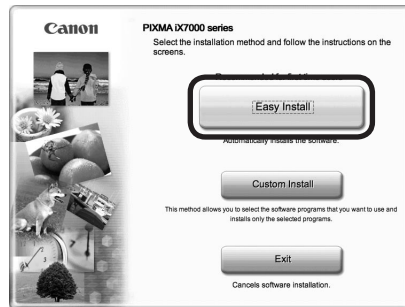 Canon
PIXMA iX7000 series
Select the installation method and follow the instructions on the
screens.
Easy Install
Automatically installs the software.
Custom Install
This method allows you to select the software programs that you want to use and
installs only the selected programs.
Exit
Cancels software installation.